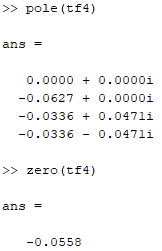 >> pole(tf4)
ans =
0.0000 + 0.0000i
-0.0627 + 0.0000i
-0.0336 + 0.0471i
-0.0336 - 0.0471i
>> zero(tf4)
ans =
-0.0558